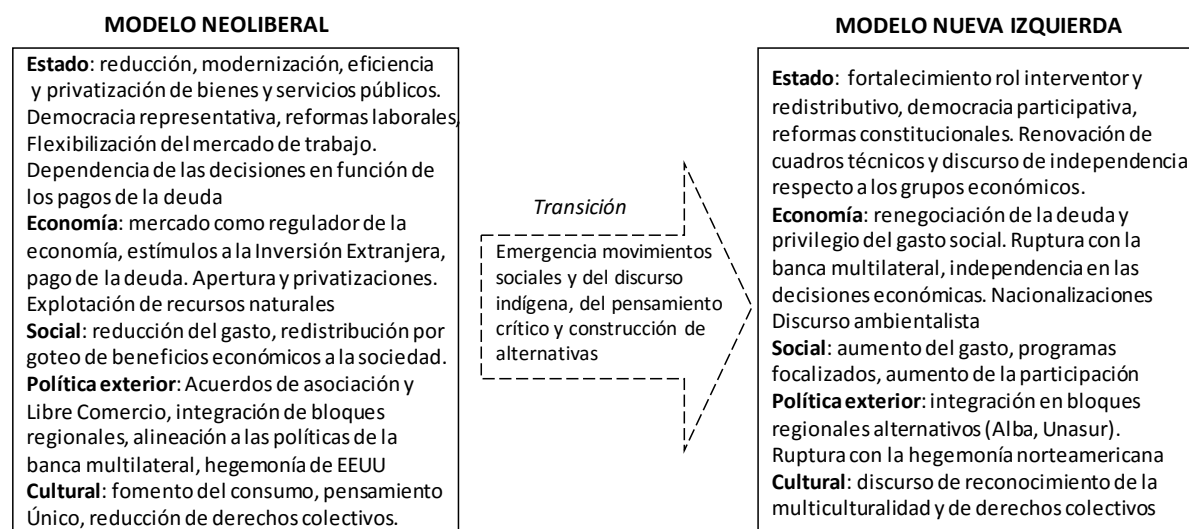 MODELO NEOLIBERAL
Estado: reducción, modernización, eficiencia
y privatización de bienes y servicios públicos.
Democracia representativa, reformas laborales,
Flexibilización del mercado de trabajo.
Dependencia de las decisiones en función de
los pagos de la deuda
Economía: mercado como regulador de la
economía, estímulos a la Inversión Extranjera,
pago de la deuda. Apertura y privatizaciones.
Explotación de recursos naturales
Social: reducción del gasto, redistribución por
goteo de beneficios económicos a la sociedad.
Política exterior: Acuerdos de asociación y
Libre Comercio, integración de bloques
regionales, alineación a las políticas de la
banca multilateral, hegemonía de EEUU
Cultural: fomento del consumo, pensamiento
Único, reducción de derechos colectivos.
Transición
Emergencia movimientos
sociales y del discurso
indígena, del pensamiento
crítico y construcción de
alternativas
MODELO NUEVA IZQUIERDA
Estado: fortalecimiento rol interventor y
redistributivo, democracia participativa,
reformas constitucionales. Renovación de
cuadros técnicos y discurso de independencia
respecto a los grupos económicos.
Economía: renegociación de la deuda y
privilegio del gasto social. Ruptura con la
banca multilateral, independencia en las
decisiones económicas. Nacionalizaciones
Discurso ambientalista
Social: aumento del gasto, programas
focalizados, aumento de la participación
Política exterior: integración en bloques
regionales alternativos (Alba, Unasur).
Ruptura con la hegemonía norteamericana
Cultural: discurso de reconocimiento de la
multiculturalidad y de derechos colectivos